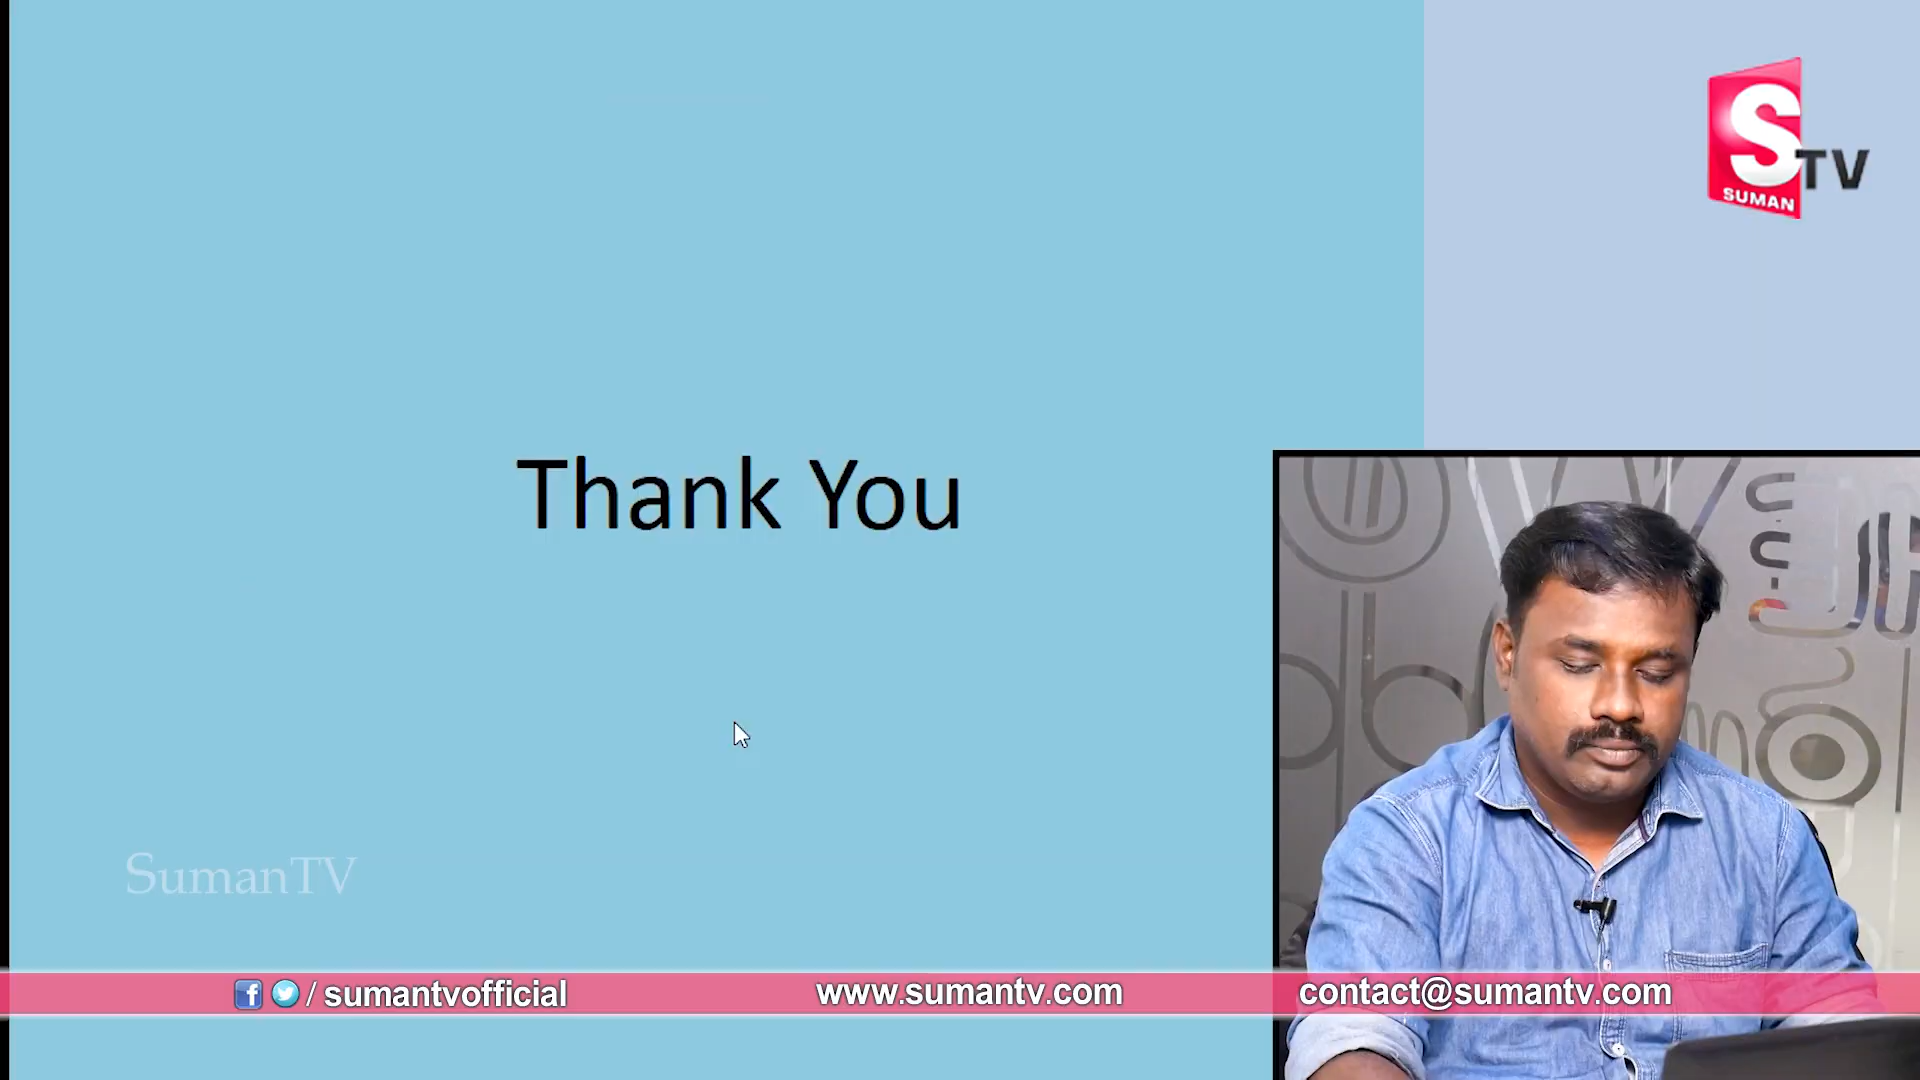 S
TV
SUMAN
Thank You
SumanTV
f / sumantvofficial
www.sumantv.com
contact@sumantv.com